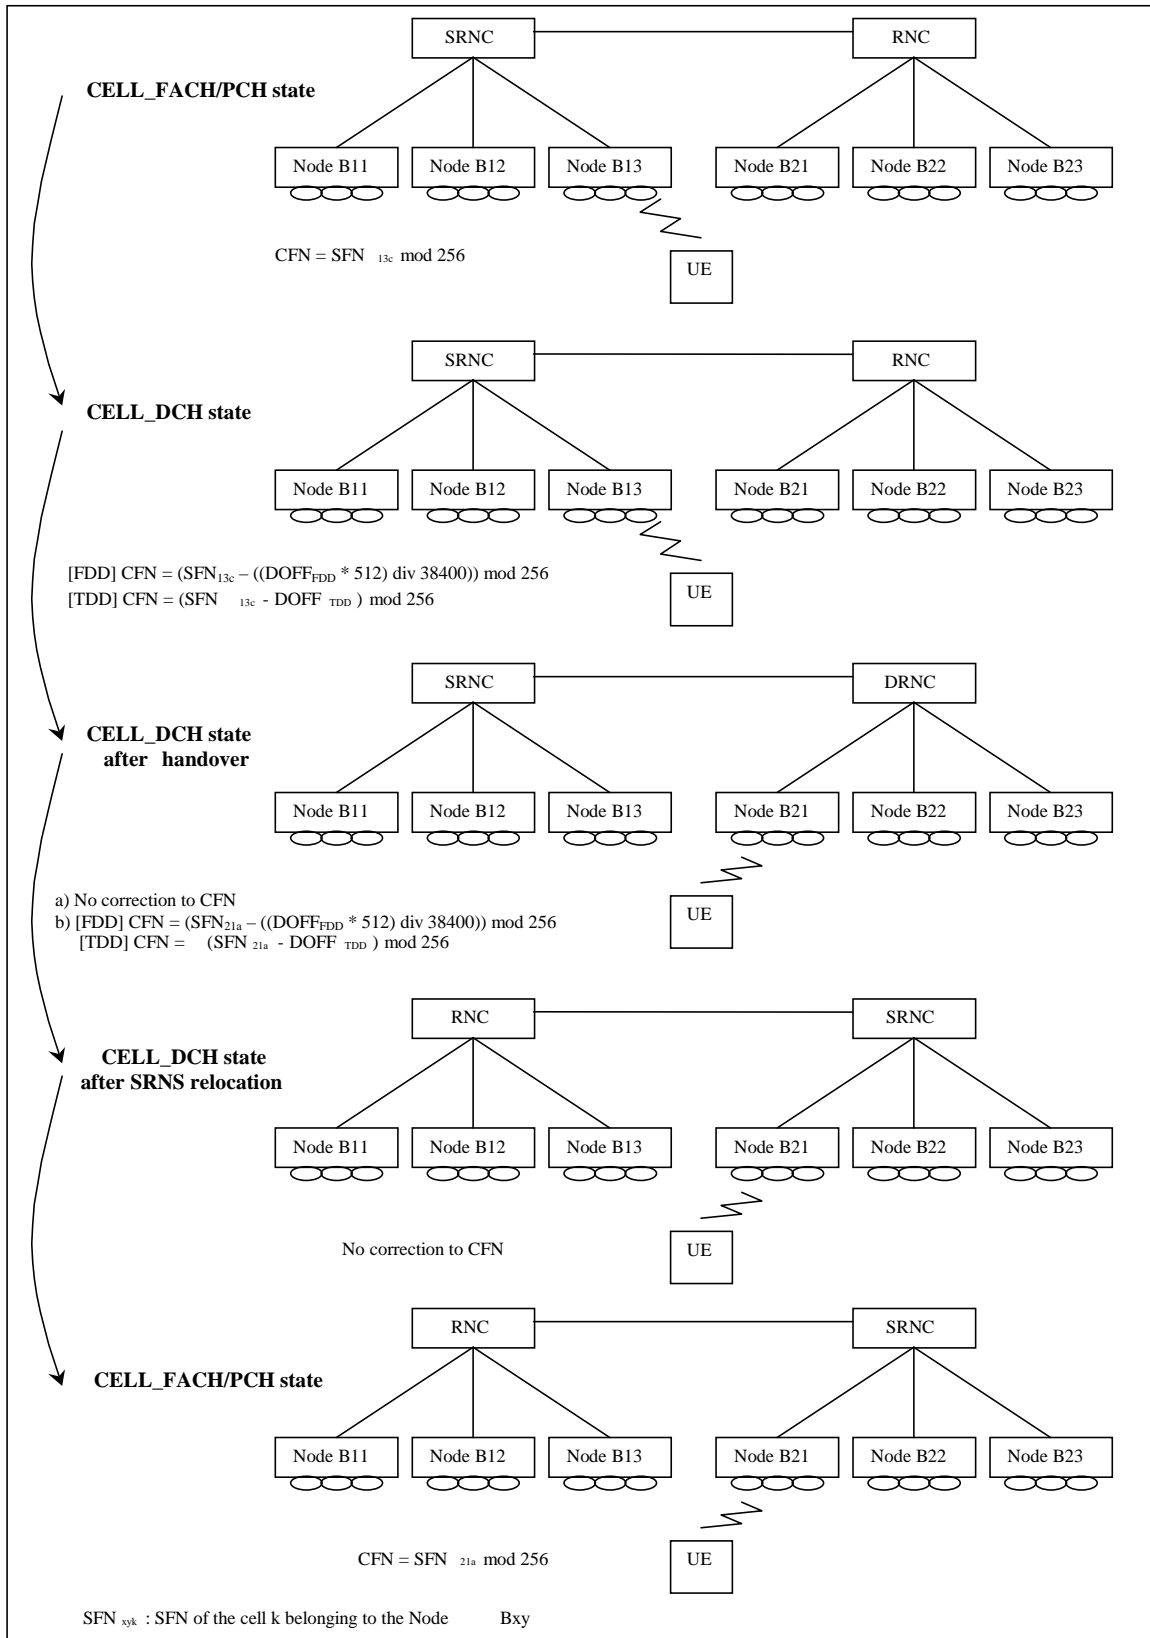 SRNC RNC
CELL_FACH/PCH state
Node B11 Node B12 Node B13 Node B21 Node B22 Node B23
CFN = SFN 13c mod 256
UE
SRNC RNC
CELL_DCH state
Node B11 Node B12 Node B13 Node B21 Node B22 Node B23
[FDD] CFN = (SFN13c – ((DOFFFDD * 512) div 38400)) mod 256
[TDD] CFN = (SFN 13c - DOFF TDD ) mod 256
UE
SRNC DRNC
CELL_DCH state
after handover
Node B11 Node B12 Node B13 Node B21 Node B22 Node B23
a) No correction to CFN
b) [FDD] CFN = (SFN21a – ((DOFFFDD * 512) div 38400)) mod 256
[TDD] CFN = (SFN 21a - DOFF TDD ) mod 256
UE
RNC SRNC
CELL_DCH state
after SRNS relocation
Node B11 Node B12 Node B13 Node B21 Node B22 Node B23
No correction to CFN
UE
RNC SRNC
CELL_FACH/PCH state
Node B11 Node B12 Node B13 Node B21 Node B22 Node B23
CFN = SFN 21a mod 256
UE
SFN xyk : SFN of the cell k belonging to the Node Bxy